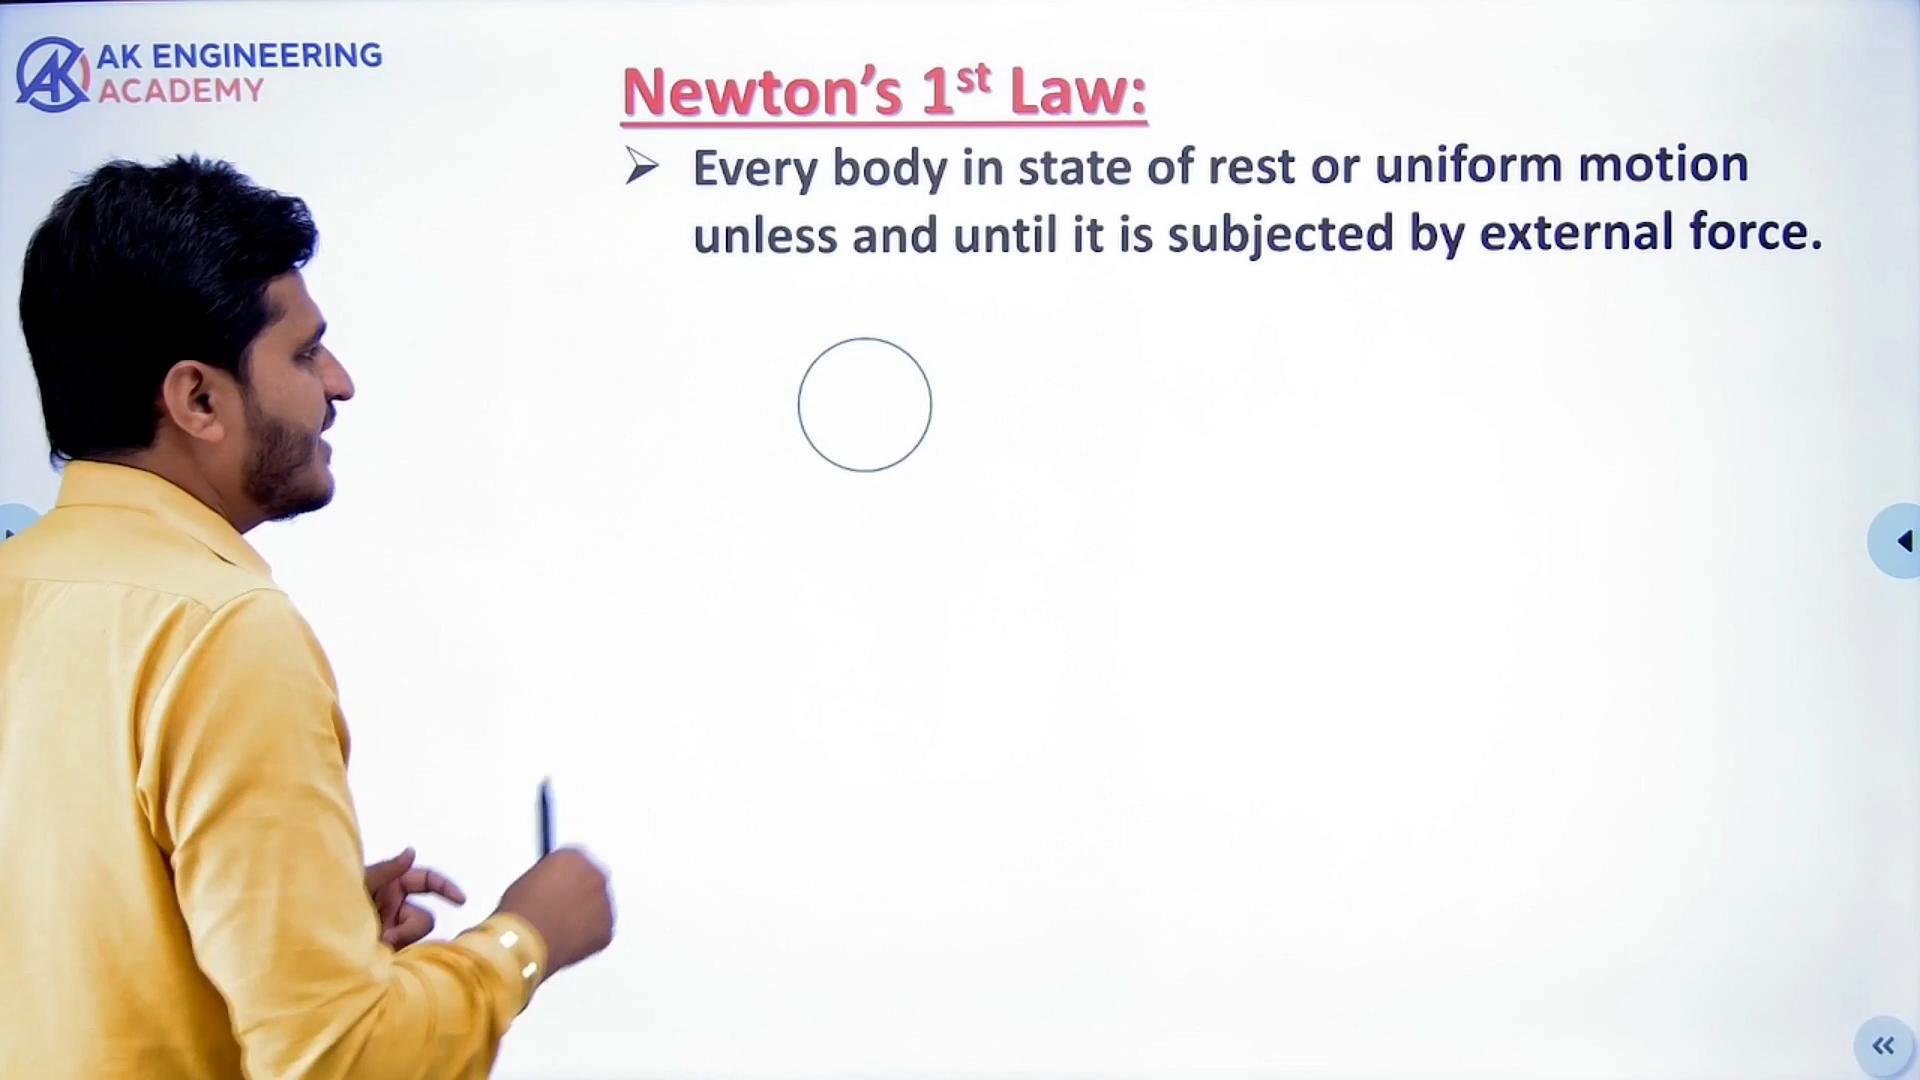 AK ENGINEERING
ACADEMY
Newton's 1st Law:
Every body in state of rest or uniform motion
unless and until it is subjected by external force.